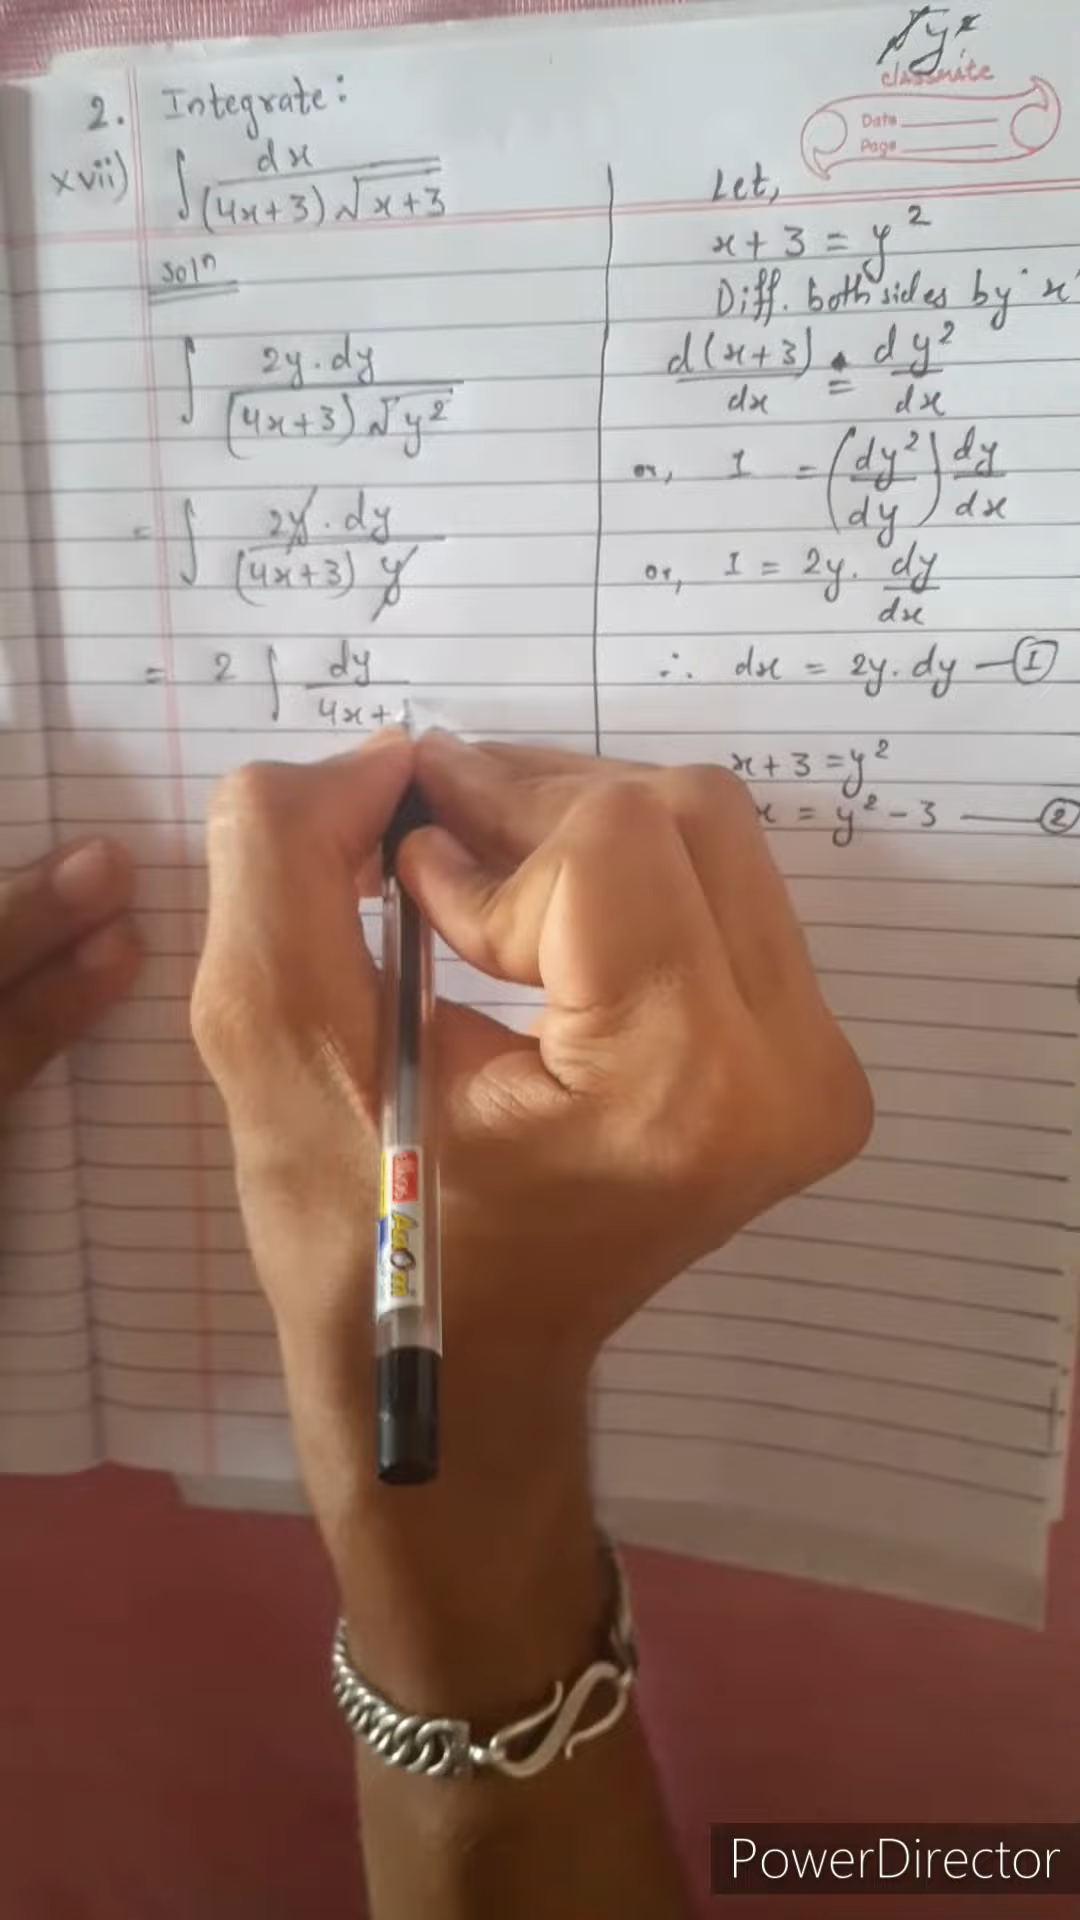 2. Integrate:
xvii) ∫ dx / (4x+3) √x+3
Soln
∫ 2y.dy / (4x+3) √y²
= ∫ 2y.dy / (4x+3) y
= 2 ∫ dy / 4x+
classmate
Date
Page
Let,
x+3 = y²
Diff. both sides by 'x'
d(x+3) / dx = dy² / dx
or, 1 = (dy² / dy) dy / dx
or, 1 = 2y. dy / dx
∴ dx = 2y.dy — ①
x+3 = y²
x = y² - 3 — ②
PowerDirector